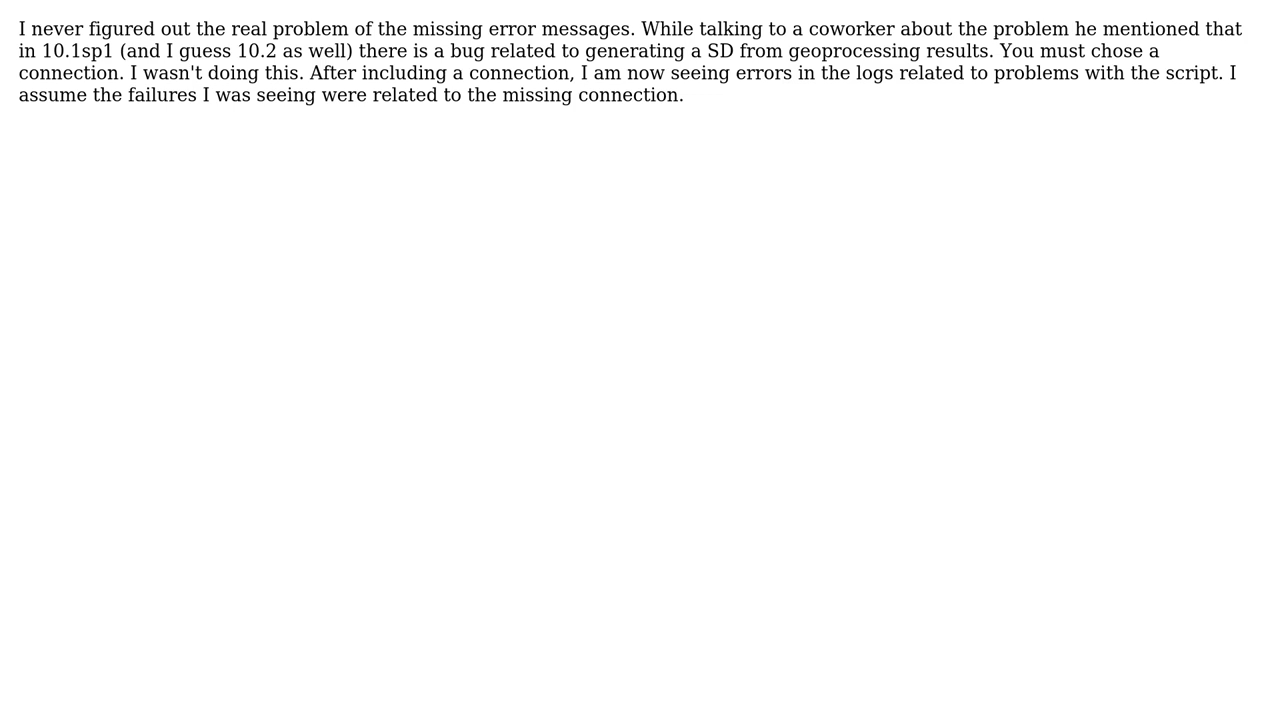 I never figured out the real problem of the missing error messages. While talking to a coworker about the problem he mentioned that
in 10.1sp1 (and I guess 10.2 as well) there is a bug related to generating a SD from geoprocessing results. You must chose a
connection. I wasn't doing this. After including a connection, I am now seeing errors in the logs related to problems with the script. I
assume the failures I was seeing were related to the missing connection.